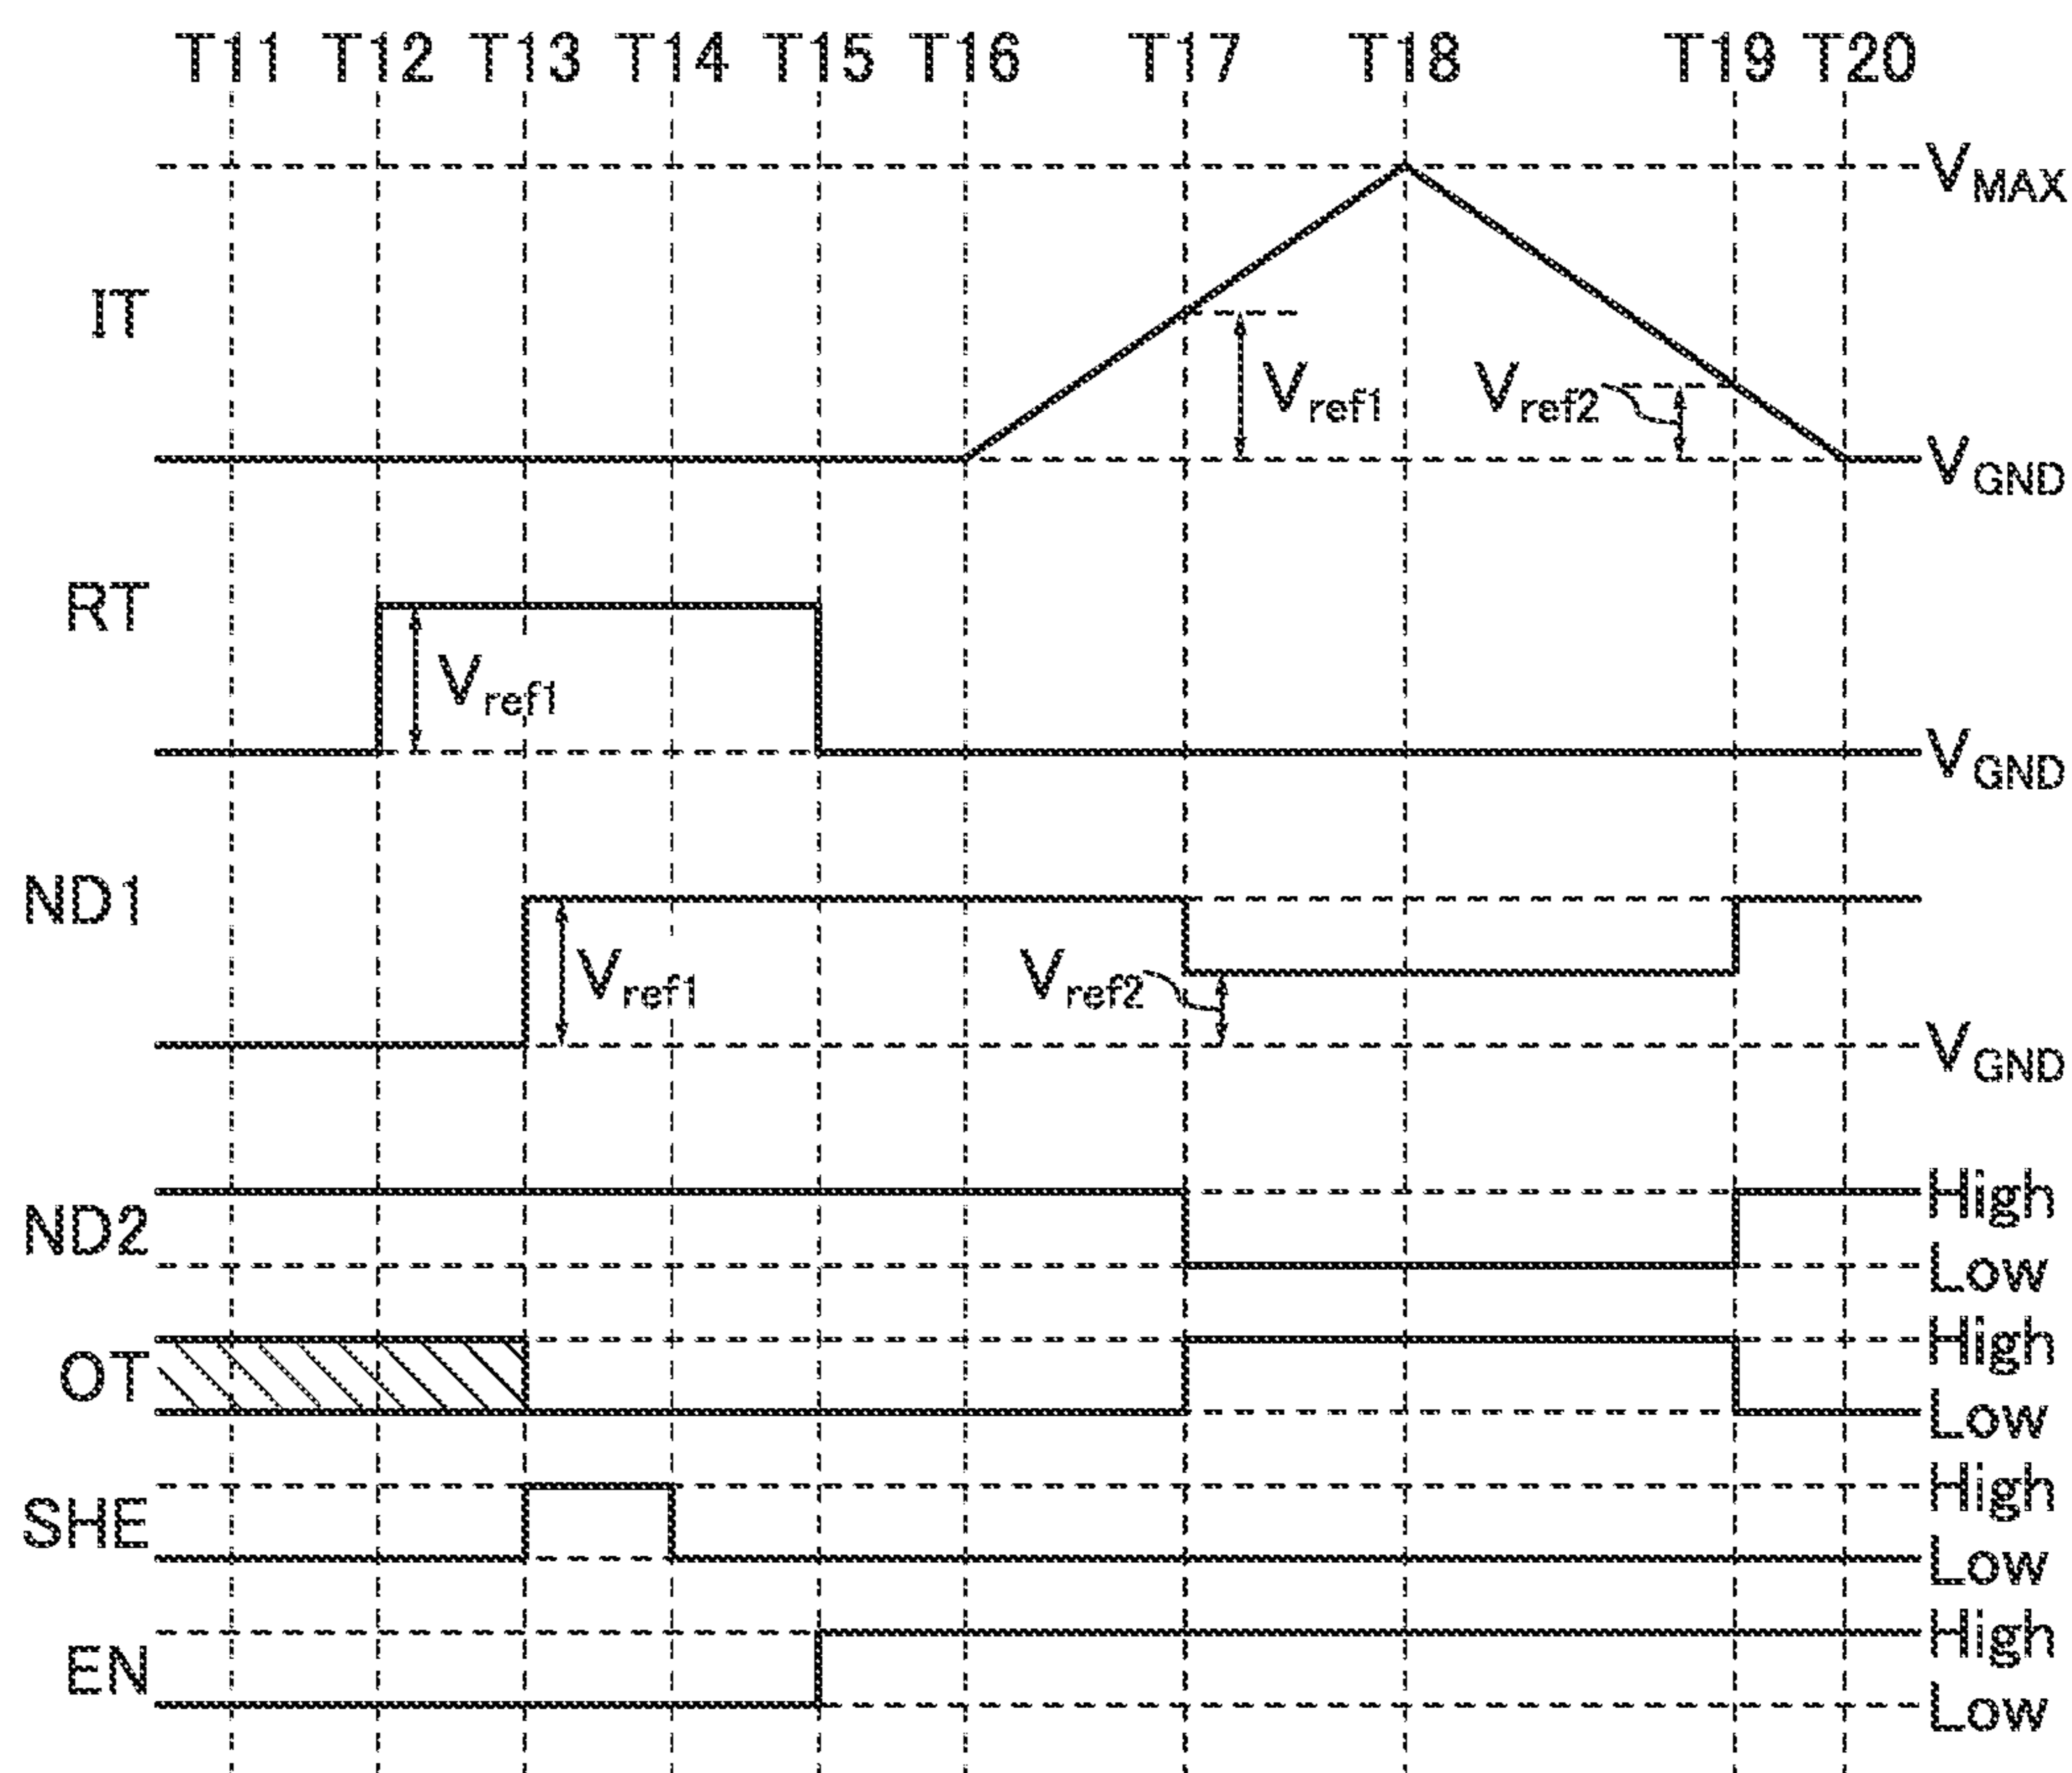 T11 T12 T13 T14 T15 T16 T17 T18 T19 T20
VMAX
IT
Vref1
Vref2
VGND
RT
Vref1
VGND
ND1
Vref1
Vref2
VGND
ND2
High
Low
OT
High
Low
SHE
High
Low
EN
High
Low